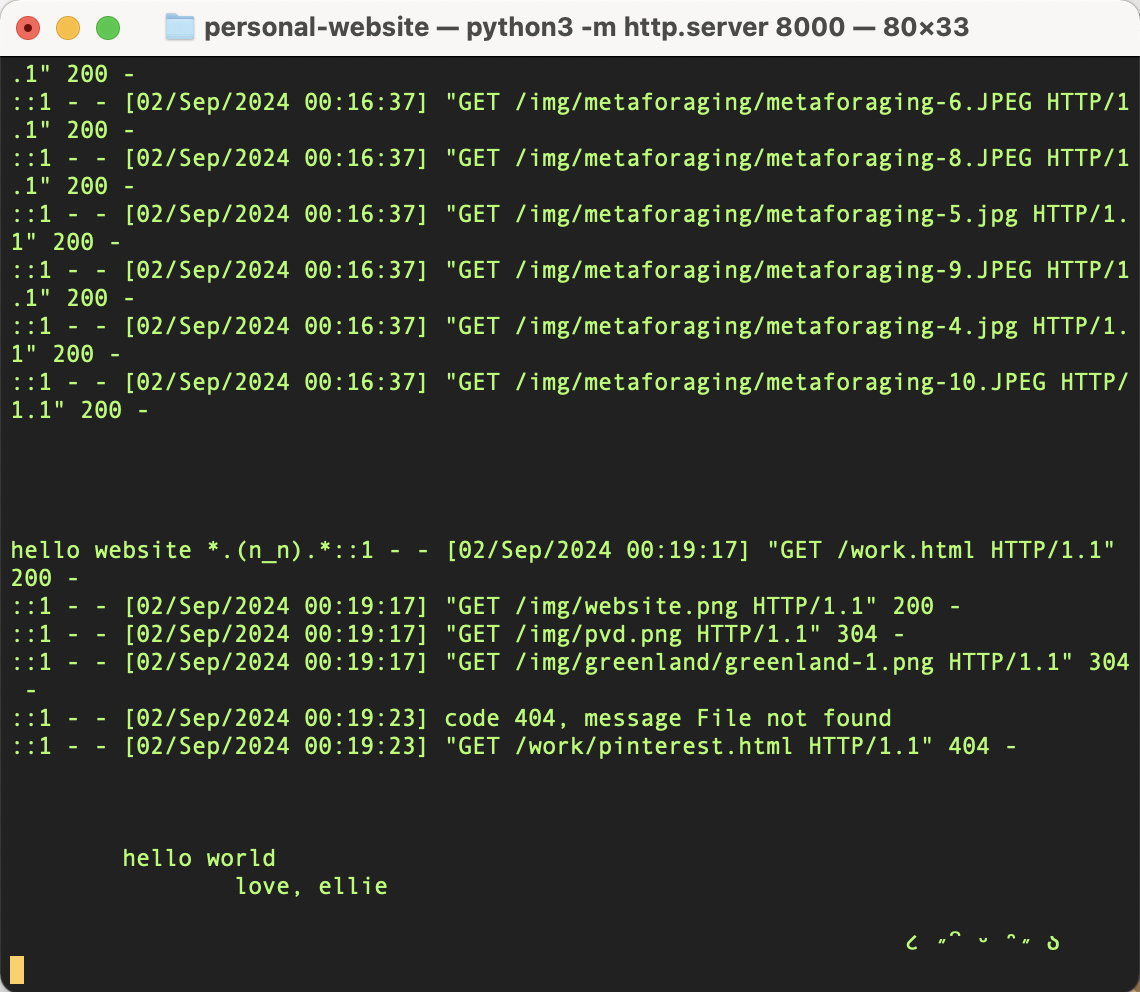 personal-website — python3 -m http.server 8000 — 80×33
.1" 200 -
::1 - - [02/Sep/2024 00:16:37] "GET /img/metaforaging/metaforaging-6.JPEG HTTP/1
.1" 200 -
::1 - - [02/Sep/2024 00:16:37] "GET /img/metaforaging/metaforaging-8.JPEG HTTP/1
.1" 200 -
::1 - - [02/Sep/2024 00:16:37] "GET /img/metaforaging/metaforaging-5.jpg HTTP/1.
1" 200 -
::1 - - [02/Sep/2024 00:16:37] "GET /img/metaforaging/metaforaging-9.JPEG HTTP/1
.1" 200 -
::1 - - [02/Sep/2024 00:16:37] "GET /img/metaforaging/metaforaging-4.jpg HTTP/1.
1" 200 -
::1 - - [02/Sep/2024 00:16:37] "GET /img/metaforaging/metaforaging-10.JPEG HTTP/
1.1" 200 -
hello website *.(n_n).*::1 - - [02/Sep/2024 00:19:17] "GET /work.html HTTP/1.1"
200 -
::1 - - [02/Sep/2024 00:19:17] "GET /img/website.png HTTP/1.1" 200 -
::1 - - [02/Sep/2024 00:19:17] "GET /img/pvd.png HTTP/1.1" 304 -
::1 - - [02/Sep/2024 00:19:17] "GET /img/greenland/greenland-1.png HTTP/1.1" 304
 -
::1 - - [02/Sep/2024 00:19:23] code 404, message File not found
::1 - - [02/Sep/2024 00:19:23] "GET /work/pinterest.html HTTP/1.1" 404 -
hello world
love, ellie